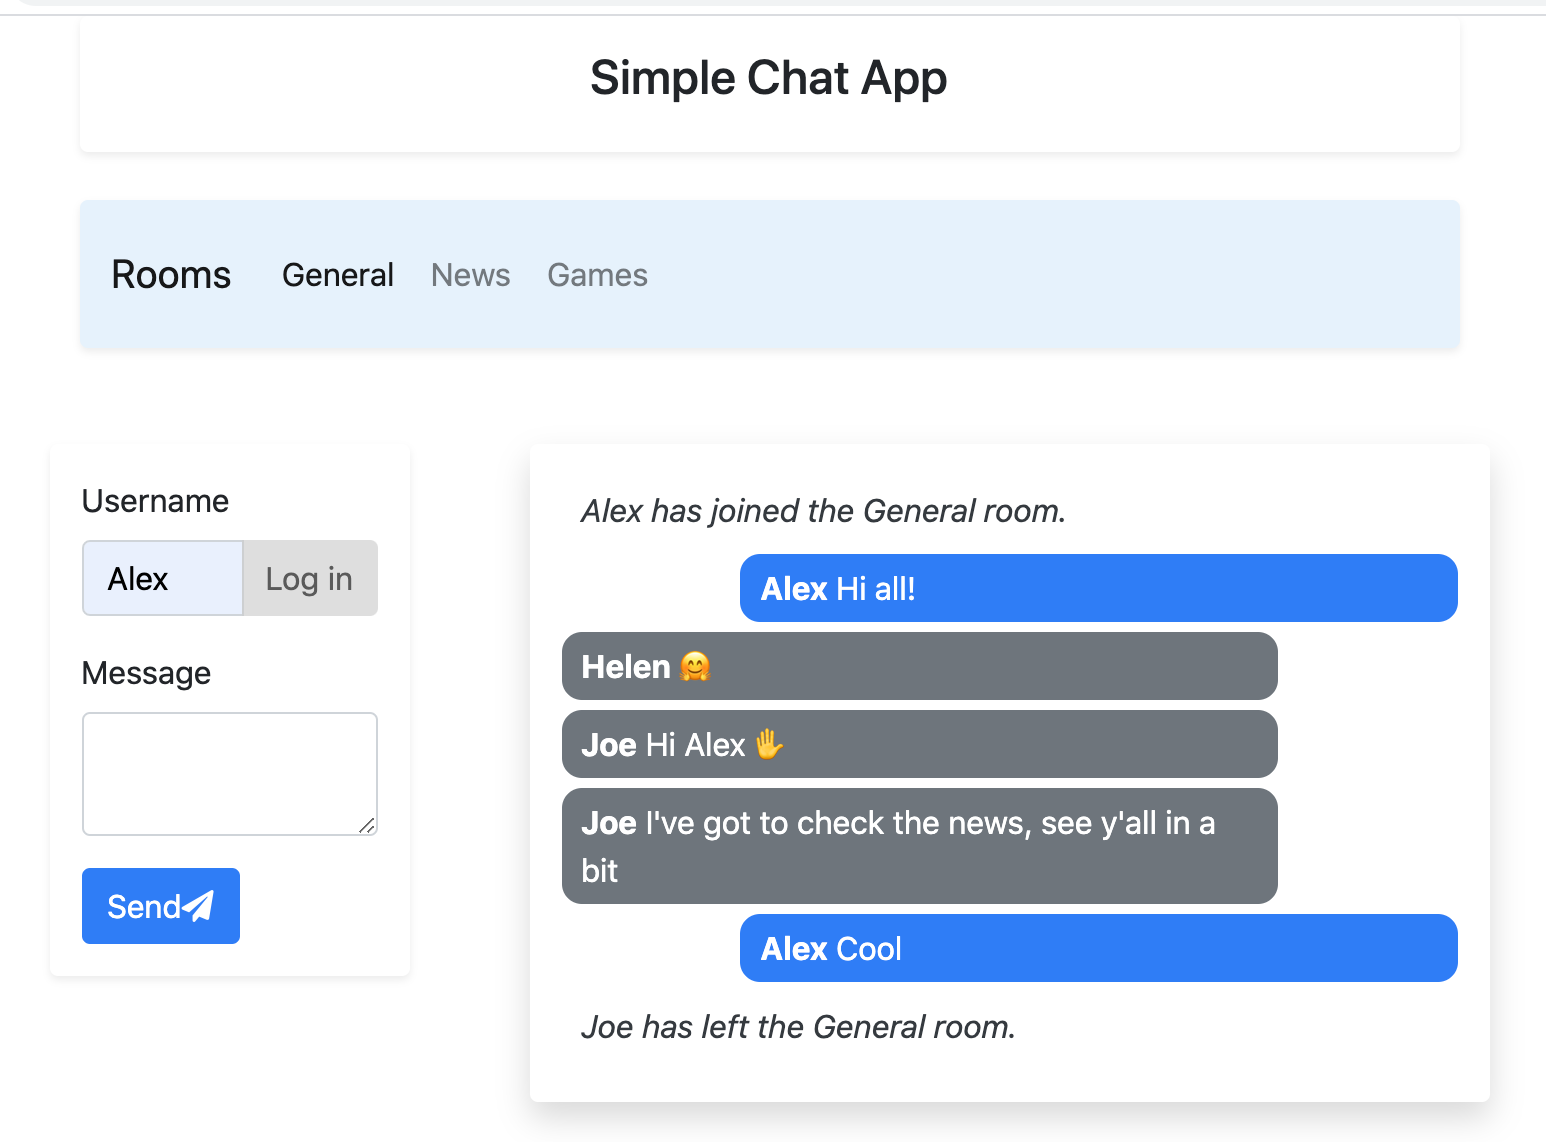 Simple Chat App
Rooms General News Games
Username
Alex Log in
Message
Send
Alex has joined the General room.
Alex Hi all!
Helen 🤗
Joe Hi Alex 🖐
Joe I've got to check the news, see y'all in a
bit
Alex Cool
Joe has left the General room.